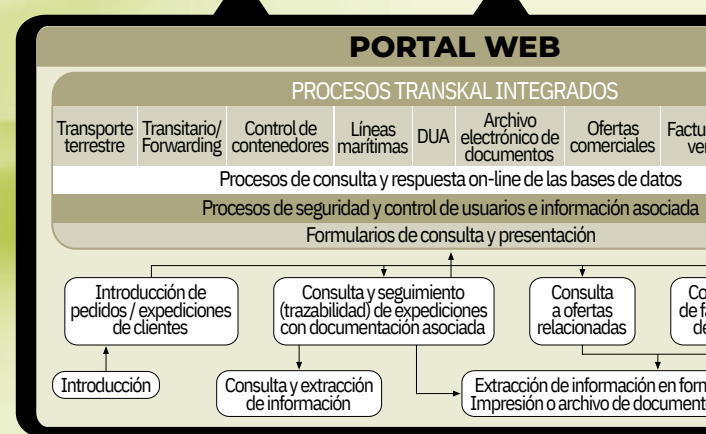 PORTAL WEB
PROCESOS TRANSKAL INTEGRADOS
Transporte
terrestre
Transitario/
Forwarding
Control de
contenedores
Líneas
marítimas
DUA
Archivo
electrónico de
documentos
Ofertas
comerciales
Procesos de consulta y respuesta on-line de las bases de datos
Procesos de seguridad y control de usuarios e información asociada
Formularios de consulta y presentación
Introducción de
pedidos / expediciones
de clientes
Consulta y seguimiento
(trazabilidad) de expediciones
con documentación asociada
Consulta
a ofertas
relacionadas
Introducción
Consulta y extracción
de información
Extracción de información en
Impresión o archivo de